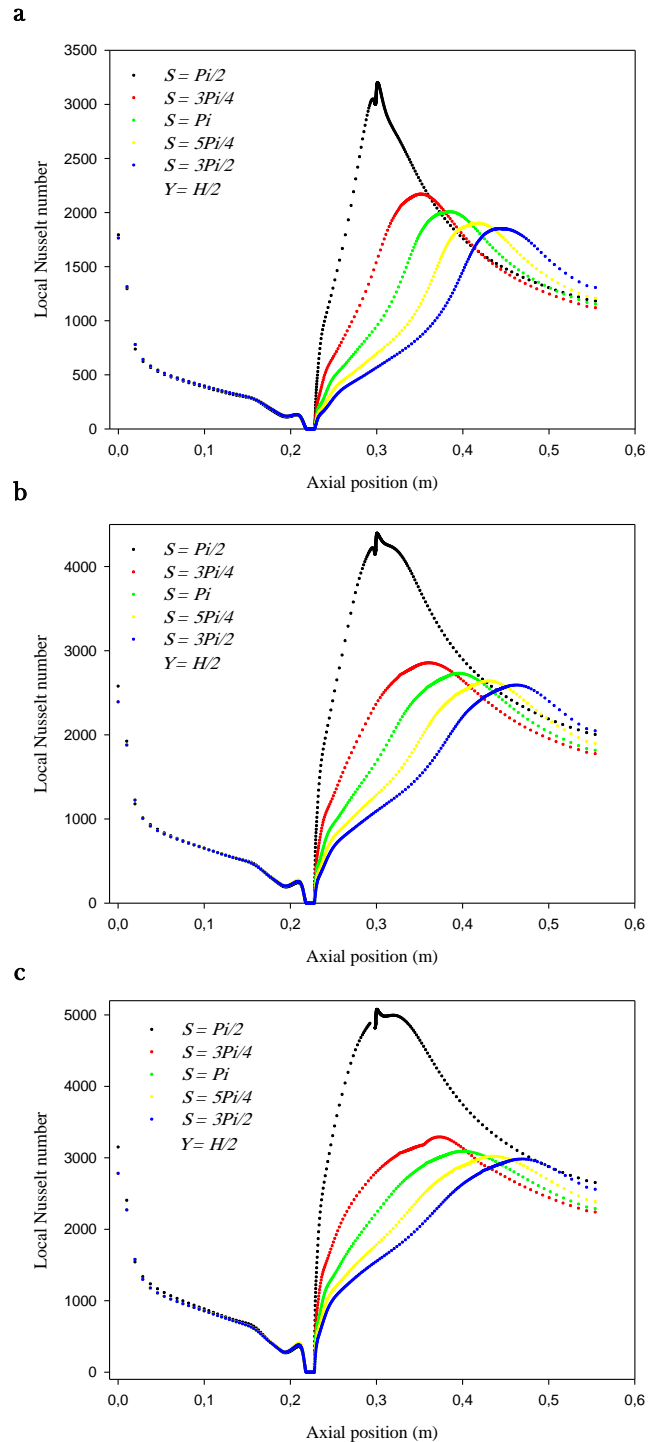 a
Local Nusselt number
3500
3000
2500
2000
1500
1000
500
0
S = Pi/2
S = 3Pi/4
S = Pi
S = 5Pi/4
S = 3Pi/2
Y = H/2
0,0 0,1 0,2 0,3 0,4 0,5 0,6
Axial position (m)
b
Local Nusselt number
4000
3000
2000
1000
0
S = Pi/2
S = 3Pi/4
S = Pi
S = 5Pi/4
S = 3Pi/2
Y = H/2
0,0 0,1 0,2 0,3 0,4 0,5 0,6
Axial position (m)
c
Local Nusselt number
5000
4000
3000
2000
1000
0
S = Pi/2
S = 3Pi/4
S = Pi
S = 5Pi/4
S = 3Pi/2
Y = H/2
0,0 0,1 0,2 0,3 0,4 0,5 0,6
Axial position (m)